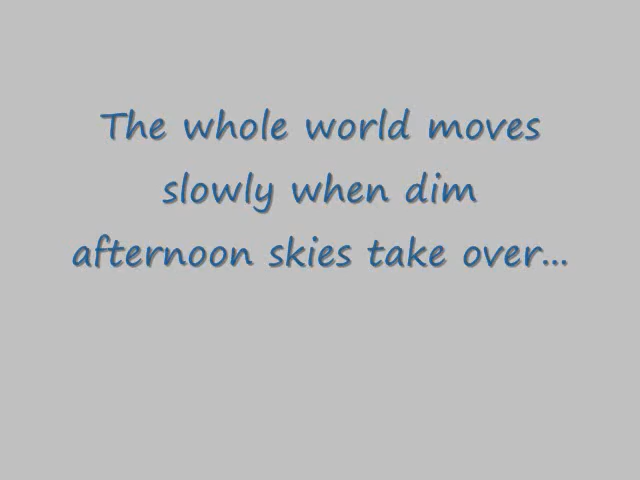 The whole world moves
slowly when dim
afternoon skies take over...